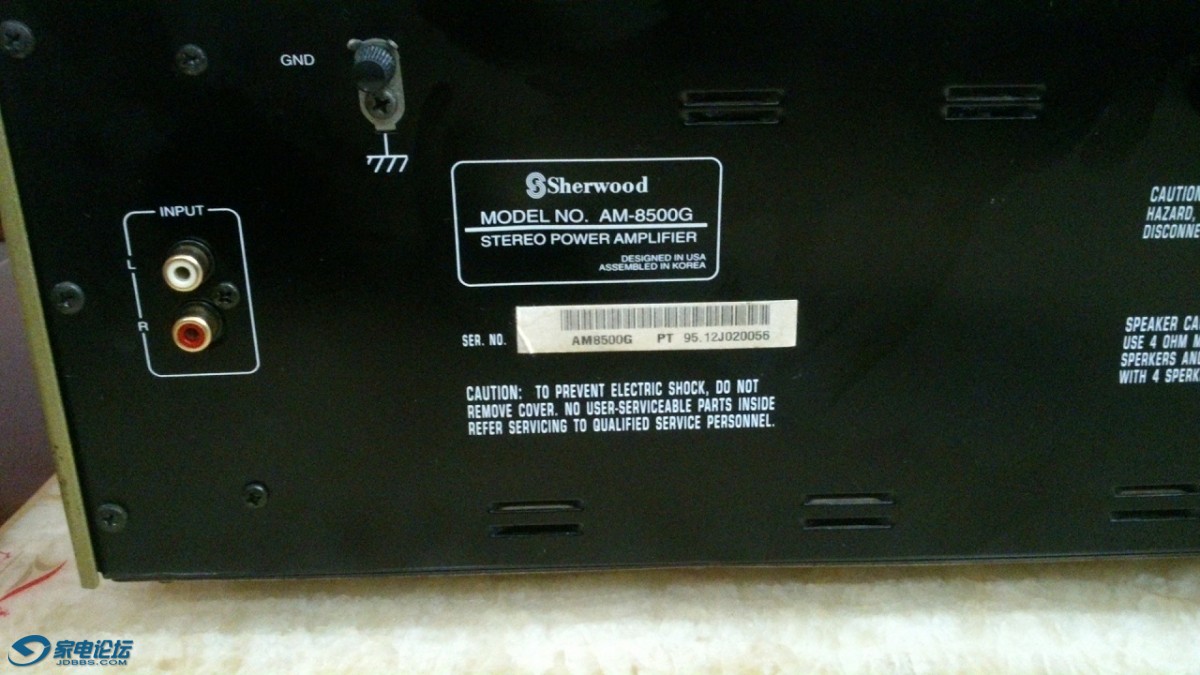 GND
Sherwood
MODEL NO. AM-8500G
STEREO POWER AMPLIFIER
DESIGNED IN USA
ASSEMBLED IN KOREA
INPUT
L
R
SER. NO.
AM8500G PT 95.12J020056
CAUTION: TO PREVENT ELECTRIC SHOCK, DO NOT
REMOVE COVER. NO USER-SERVICEABLE PARTS INSIDE
REFER SERVICING TO QUALIFIED SERVICE PERSONNEL.
CAUTION
HAZARD,
DISCONNE
SPEAKER CA
USE 4 OHM M
SPERKERS AND
WITH 4 SPERK
家电论坛
JDBBS.COM